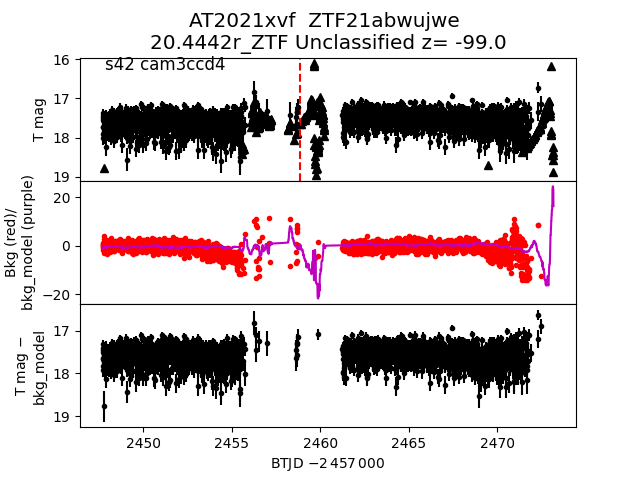 AT2021xvf  ZTF21abwujwe
20.4442r_ZTF Unclassified z= -99.0
s42 cam3ccd4
T mag
16
17
18
19
Bkg (red)/
bkg_model (purple)
20
0
−20
T mag −
bkg_model
17
18
19
2450
2455
2460
2465
2470
BTJD −2 457 000